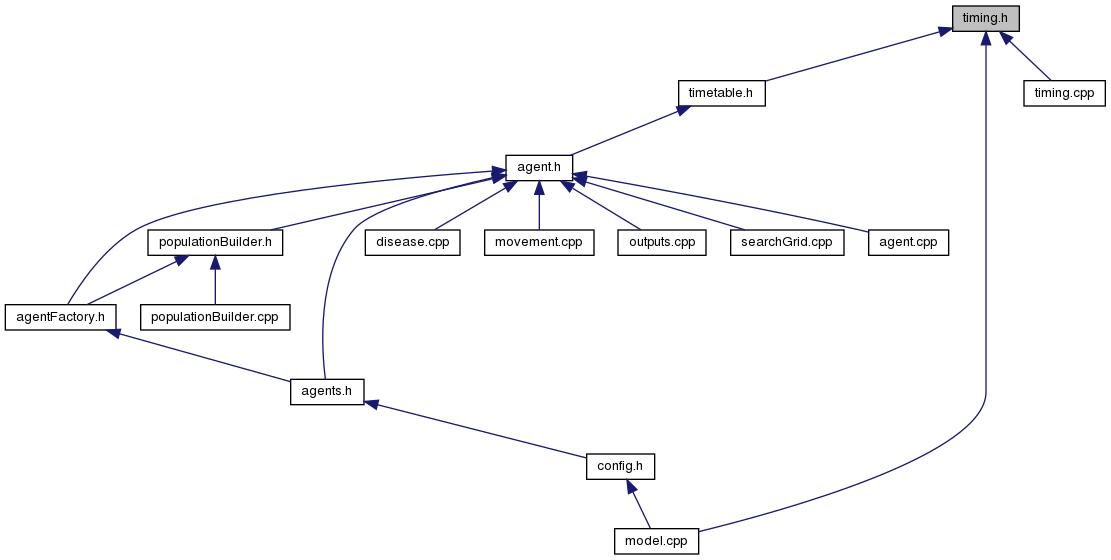 timing.h
timetable.h
timing.cpp
agent.h
populationBuilder.h
disease.cpp
movement.cpp
outputs.cpp
searchGrid.cpp
agent.cpp
agentFactory.h
populationBuilder.cpp
agents.h
config.h
model.cpp